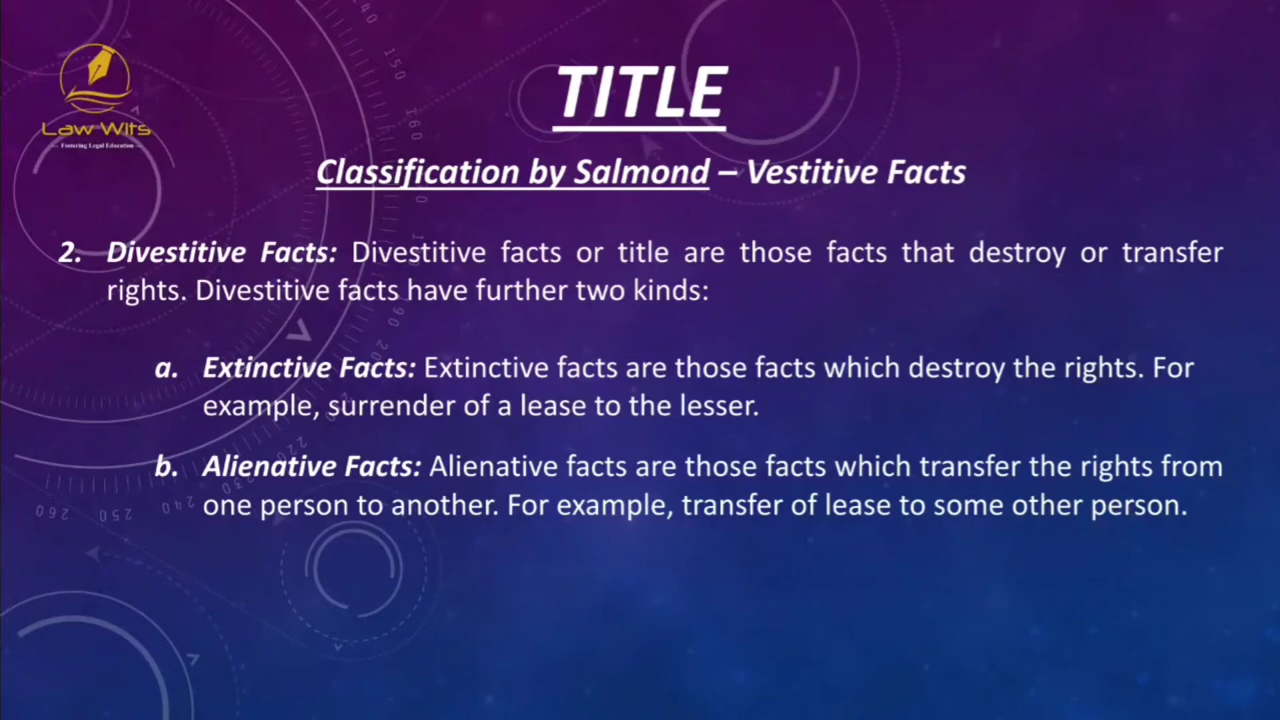 TITLE
Law Wits
Fostering Legal Education
Classification by Salmond – Vestitive Facts
2. Divestitive Facts: Divestitive facts or title are those facts that destroy or transfer
rights. Divestitive facts have further two kinds:
a. Extinctive Facts: Extinctive facts are those facts which destroy the rights. For
example, surrender of a lease to the lesser.
b. Alienative Facts: Alienative facts are those facts which transfer the rights from
one person to another. For example, transfer of lease to some other person.